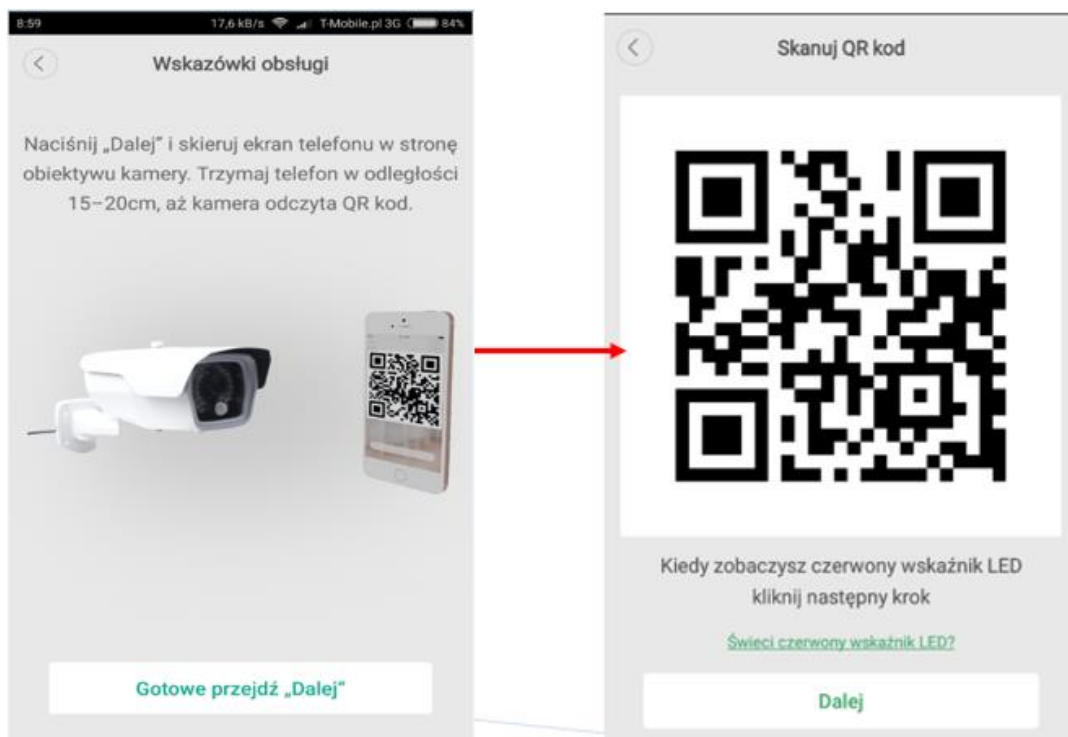 8:59 17,6 kB/s T-Mobile.pl 3G 84%
Wskazówki obsługi
Naciśnij „Dalej” i skieruj ekran telefonu w stronę
obiektywu kamery. Trzymaj telefon w odległości
15–20cm, aż kamera odczyta QR kod.
Gotowe przejdź „Dalej”
Skanuj QR kod
Kiedy zobaczysz czerwony wskaźnik LED
kliknij następny krok
Świeci czerwony wskaźnik LED?
Dalej